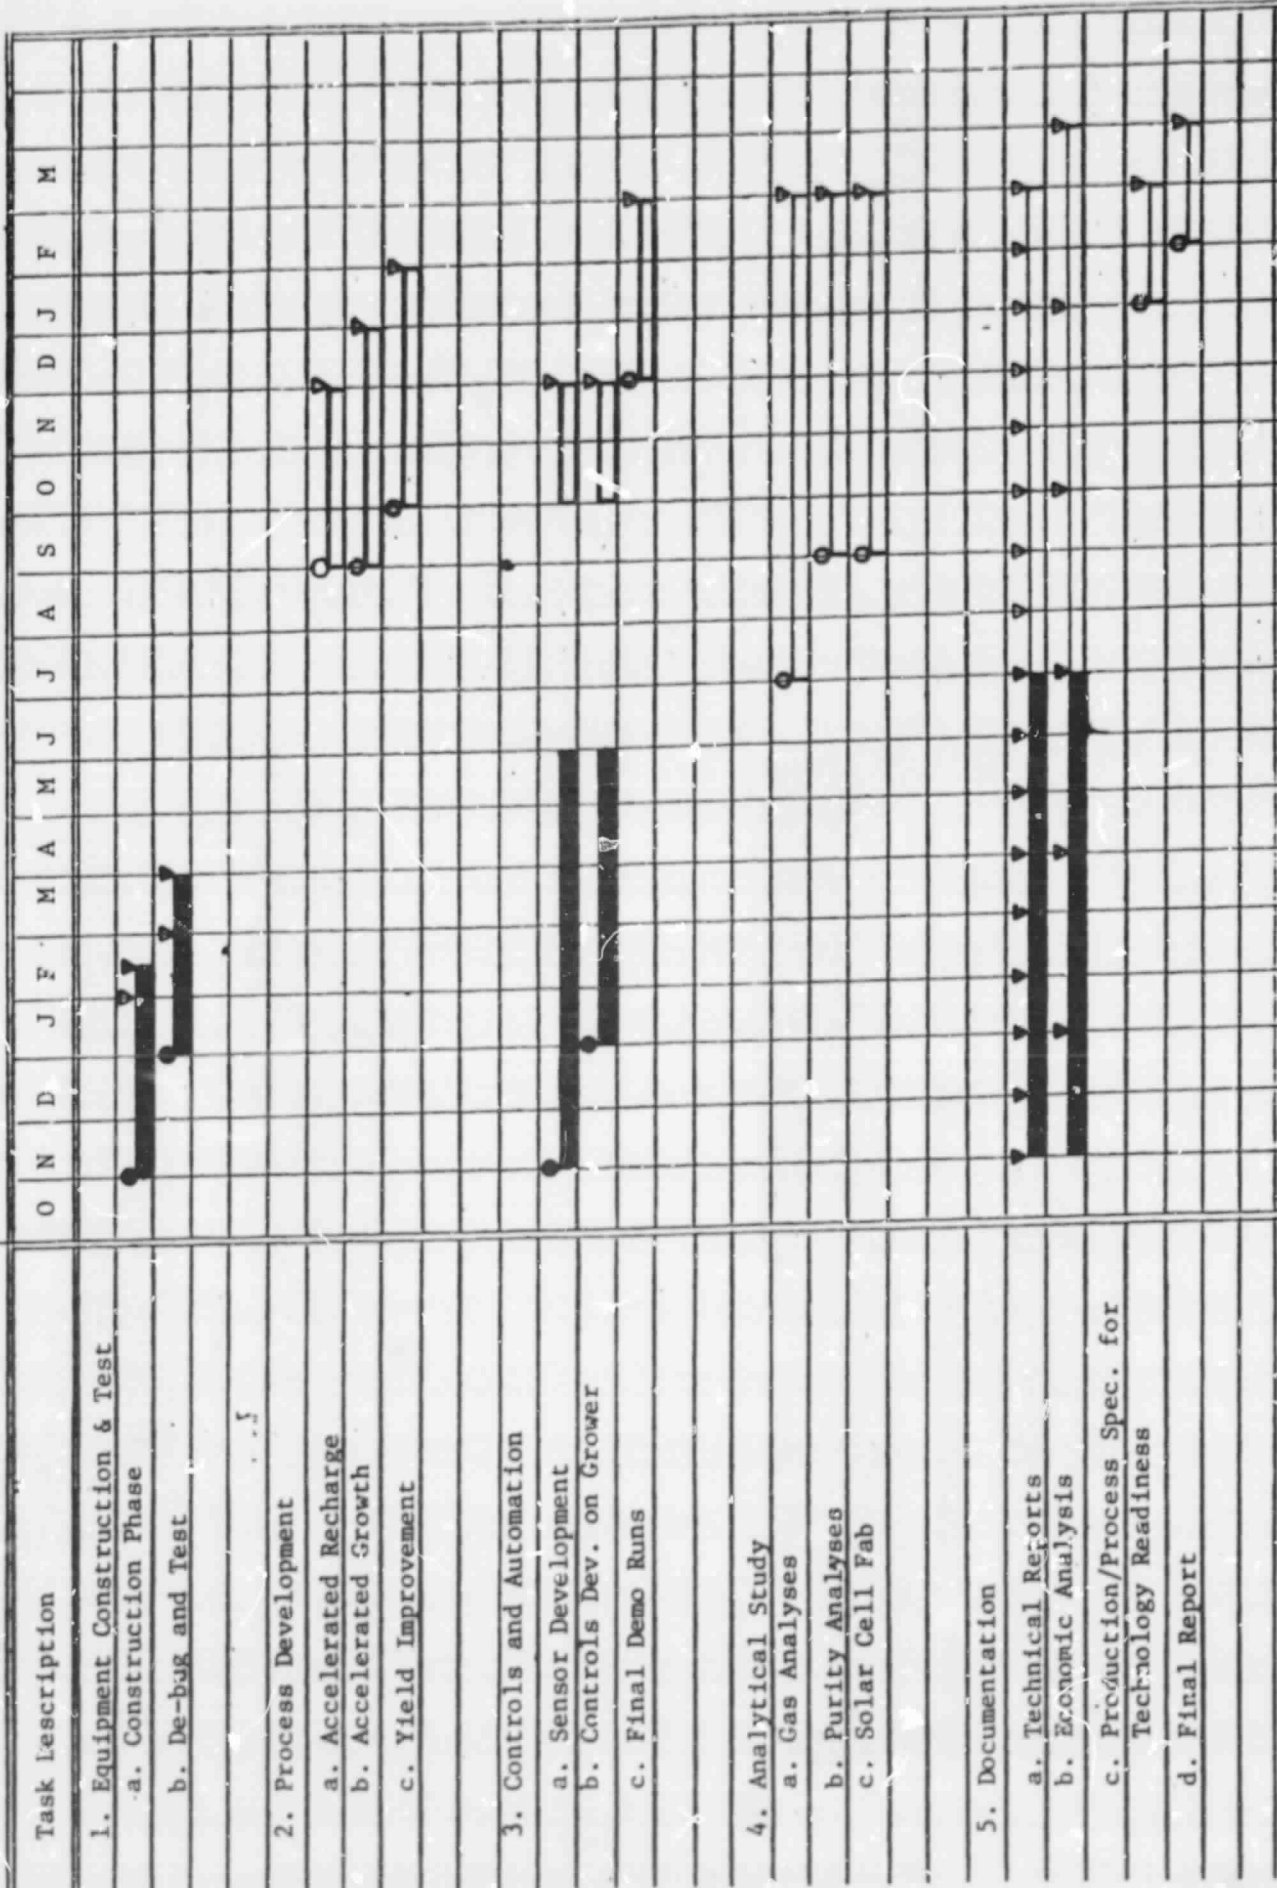 Task Description O N D J F M A M J J A S O N D J F M
1. Equipment Construction & Test
a. Construction Phase
b. De-bug and Test
2. Process Development
a. Accelerated Recharge
b. Accelerated Growth
c. Yield Improvement
3. Controls and Automation
a. Sensor Development
b. Controls Dev. on Grower
c. Final Demo Runs
4. Analytical Study
a. Gas Analyses
b. Purity Analyses
c. Solar Cell Fab
5. Documentation
a. Technical Reports
b. Economic Analysis
c. Production/Process Spec. for
Technology Readiness
d. Final Report